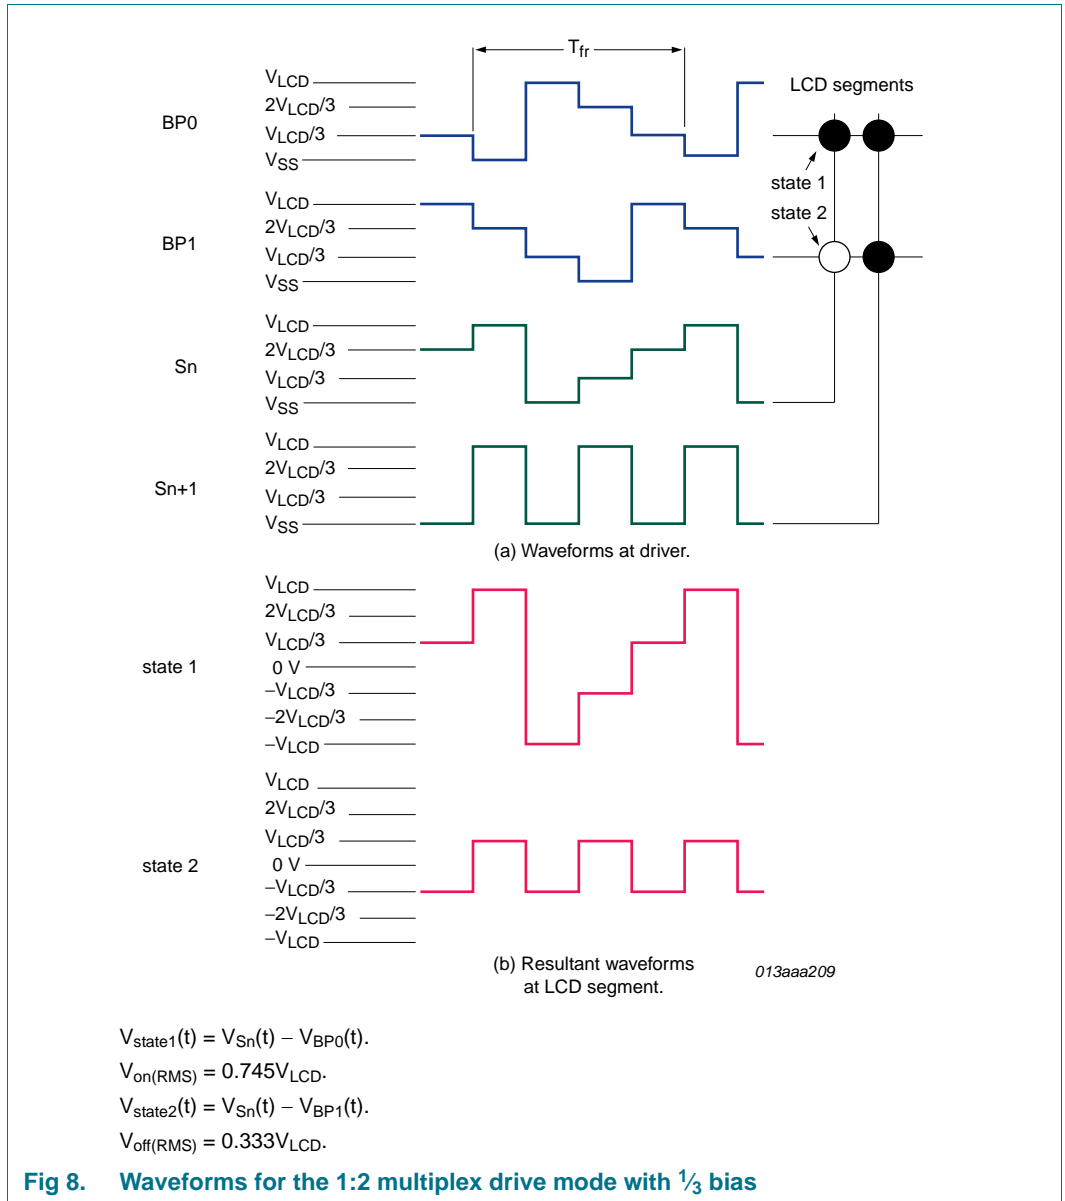 Tfr
LCD segments
BP0
VLCD
2VLCD/3
VLCD/3
VSS
state 1
state 2
BP1
VLCD
2VLCD/3
VLCD/3
VSS
Sn
VLCD
2VLCD/3
VLCD/3
VSS
Sn+1
VLCD
2VLCD/3
VLCD/3
VSS
(a) Waveforms at driver.
state 1
VLCD
2VLCD/3
VLCD/3
0 V
−VLCD/3
−2VLCD/3
−VLCD
state 2
VLCD
2VLCD/3
VLCD/3
0 V
−VLCD/3
−2VLCD/3
−VLCD
(b) Resultant waveforms
at LCD segment.
013aaa209
Vstate1(t) = VSn(t) − VBP0(t).
Von(RMS) = 0.745VLCD.
Vstate2(t) = VSn(t) − VBP1(t).
Voff(RMS) = 0.333VLCD.
Fig 8. Waveforms for the 1:2 multiplex drive mode with 1⁄3 bias